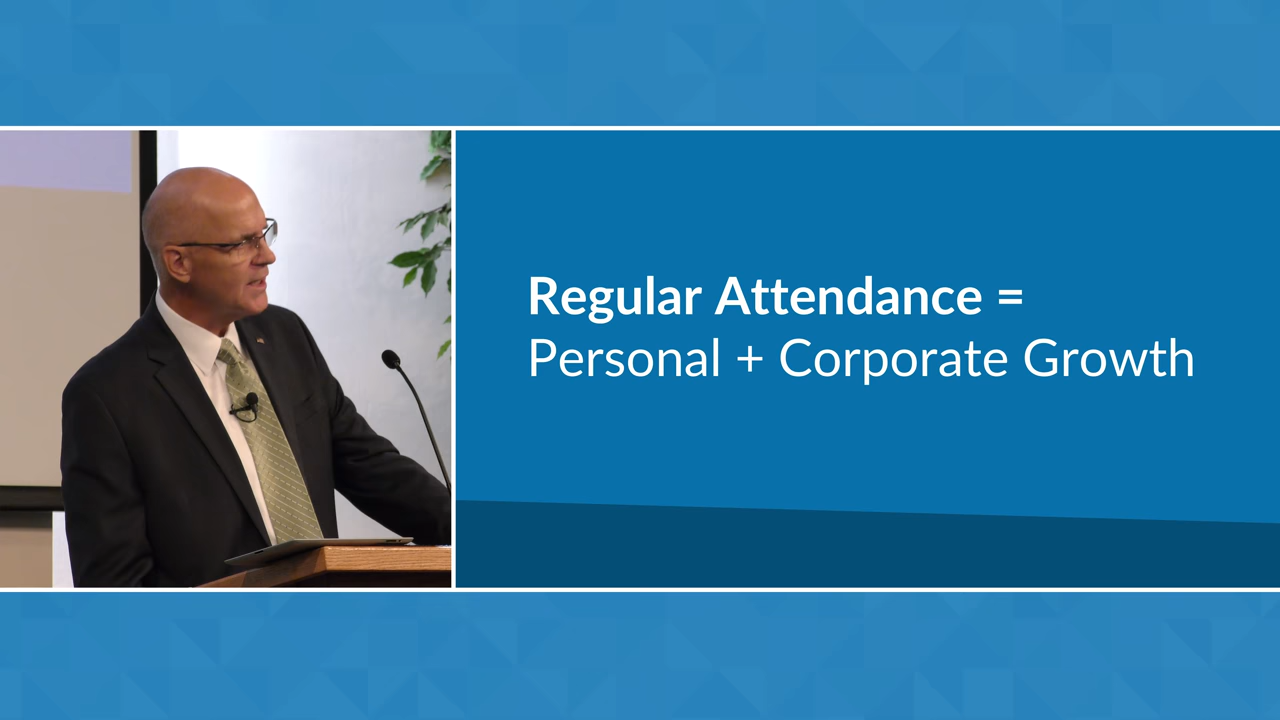 Regular Attendance =
Personal + Corporate Growth